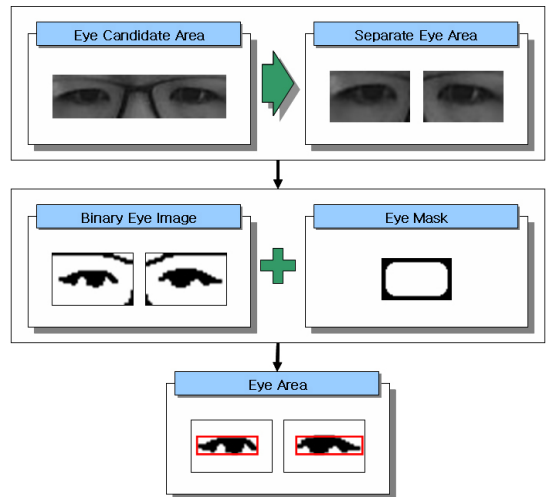 Eye Candidate Area
Separate Eye Area
Binary Eye Image
Eye Mask
Eye Area